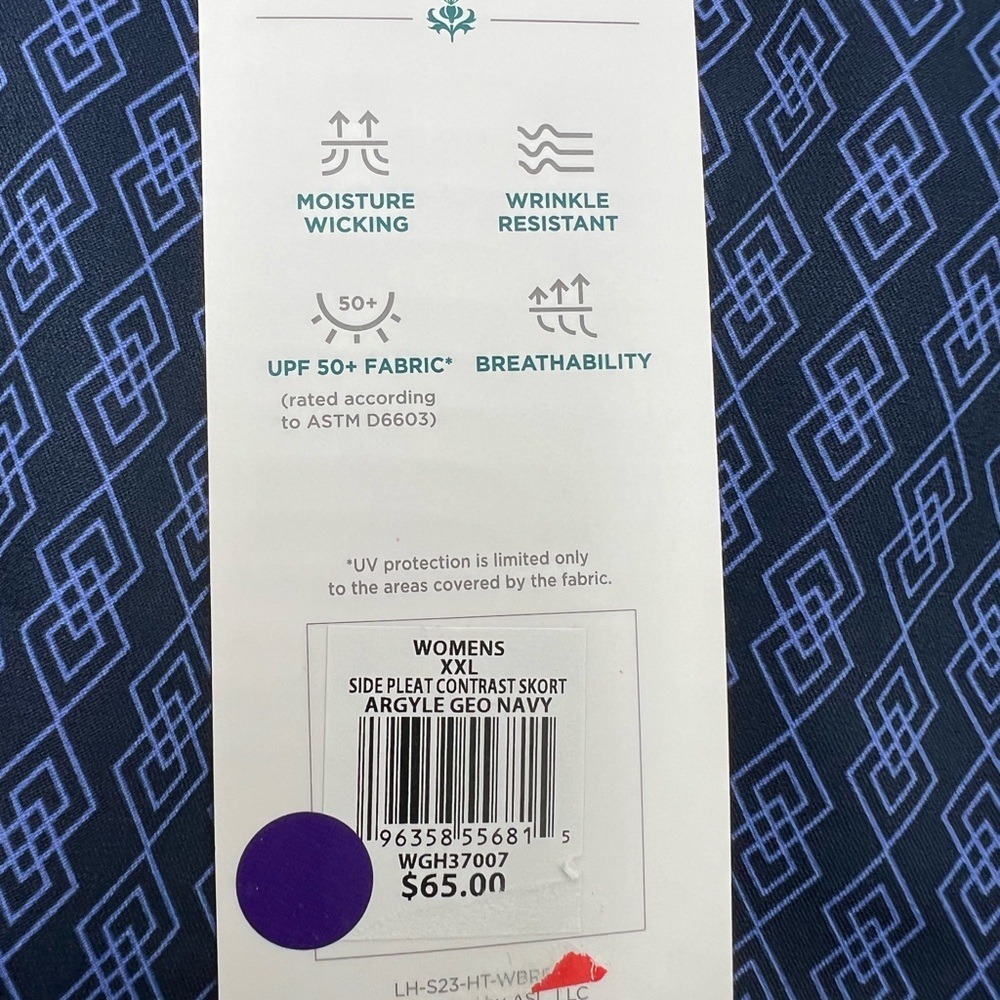 MOISTURE
WICKING
WRINKLE
RESISTANT
50+
UPF 50+ FABRIC*
(rated according
to ASTM D6603)
BREATHABILITY
*UV protection is limited only
to the areas covered by the fabric.
WOMENS
XXL
SIDE PLEAT CONTRAST SKORT
ARGYLE GEO NAVY
96358 55681 5
WGH37007
$65.00
LLC